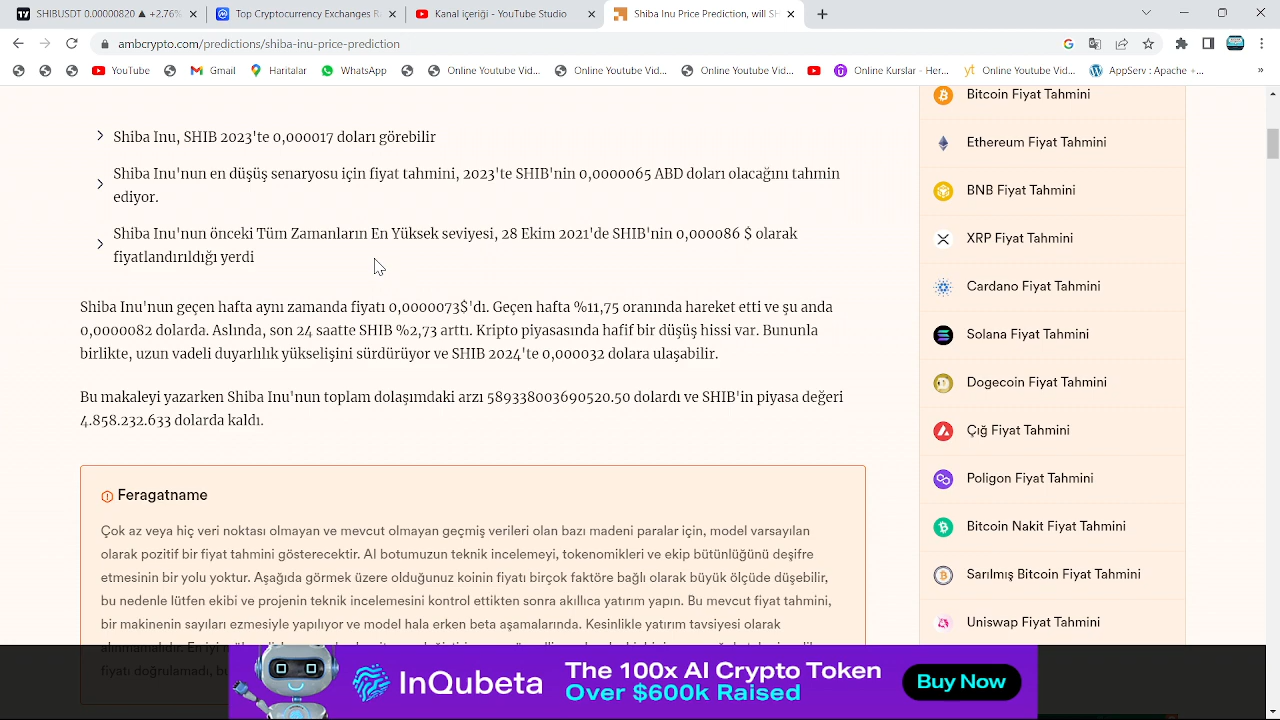 SHIBUSDT 0.00000820 ▲ +2.76%
Top Cryptocurrency Exchanges R
Kanal içeriği - YouTube Studio
Shiba Inu Price Prediction, will SH
ambcrypto.com/predictions/shiba-inu-price-prediction
YouTube
Gmail
Haritalar
WhatsApp
Online Youtube Vid...
Online Youtube Vid...
Online Youtube Vid...
Online Kurslar - Her...
yt Online Youtube Vid...
AppServ : Apache +...
»
Shiba Inu, SHIB 2023'te 0,000017 doları görebilir
Shiba Inu'nun en düşüş senaryosu için fiyat tahmini, 2023'te SHIB'nin 0,0000065 ABD doları olacağını tahmin
ediyor.
Shiba Inu'nun önceki Tüm Zamanların En Yüksek seviyesi, 28 Ekim 2021'de SHIB'nin 0,000086 $ olarak
fiyatlandırıldığı yerdi
Shiba Inu'nun geçen hafta aynı zamanda fiyatı 0,0000073$'dı. Geçen hafta %11,75 oranında hareket etti ve şu anda
0,0000082 dolarda. Aslında, son 24 saatte SHIB %2,73 arttı. Kripto piyasasında hafif bir düşüş hissi var. Bununla
birlikte, uzun vadeli duyarlılık yükselişini sürdürüyor ve SHIB 2024'te 0,000032 dolara ulaşabilir.
Bu makaleyi yazarken Shiba Inu'nun toplam dolaşımdaki arzı 589338003690520.50 dolardı ve SHIB'in piyasa değeri
4.858.232.633 dolarda kaldı.
Feragatname
Çok az veya hiç veri noktası olmayan ve mevcut olmayan geçmiş verileri olan bazı madeni paralar için, model varsayılan
olarak pozitif bir fiyat tahmini gösterecektir. AI botumuzun teknik incelemeyi, tokenomikleri ve ekip bütünlüğünü deşifre
etmesinin bir yolu yoktur. Aşağıda görmek üzere olduğunuz koinin fiyatı birçok faktöre bağlı olarak büyük ölçüde düşebilir,
bu nedenle lütfen ekibi ve projenin teknik incelemesini kontrol ettikten sonra akıllıca yatırım yapın. Bu mevcut fiyat tahmini,
bir makinenin sayıları ezmesiyle yapılıyor ve model hala erken beta aşamalarında. Kesinlikle yatırım tavsiyesi olarak
fiyatı doğrulamadı, bu
Bitcoin Fiyat Tahmini
Ethereum Fiyat Tahmini
BNB Fiyat Tahmini
XRP Fiyat Tahmini
Cardano Fiyat Tahmini
Solana Fiyat Tahmini
Dogecoin Fiyat Tahmini
Çığ Fiyat Tahmini
Poligon Fiyat Tahmini
Bitcoin Nakit Fiyat Tahmini
Sarılmış Bitcoin Fiyat Tahmini
Uniswap Fiyat Tahmini
InQubeta
The 100x AI Crypto Token
Over $600k Raised
Buy Now